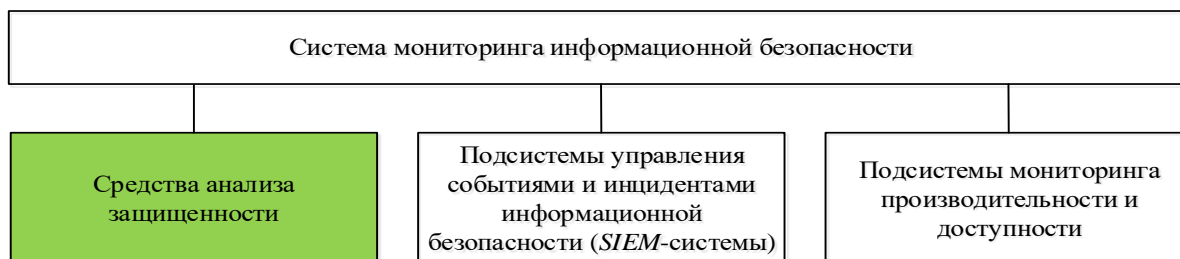 Система мониторинга информационной безопасности
Средства анализа
защищенности
Подсистемы управления
событиями и инцидентами
информационной
безопасности (SIEM-системы)
Подсистемы мониторинга
производительности и
доступности